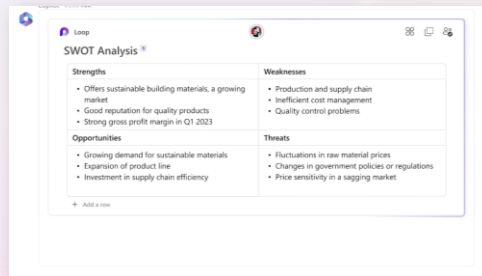 Loop
SWOT Analysis
Strengths
Weaknesses
• Offers sustainable building materials, a growing
market
• Good reputation for quality products
• Strong gross profit margin in Q1 2023
• Production and supply chain
• Inefficient cost management
• Quality control problems
Opportunities
Threats
• Growing demand for sustainable materials
• Expansion of product line
• Investment in supply chain efficiency
• Fluctuations in raw material prices
• Changes in government policies or regulations
• Price sensitivity in a sagging market
+ Add a row